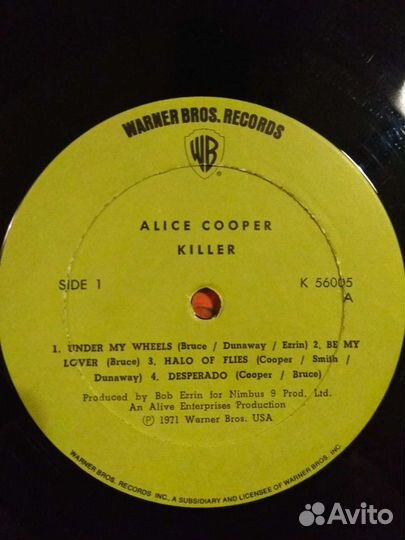 WARNER BROS. RECORDS
WB
®
ALICE COOPER
KILLER
SIDE 1
K 56005
A
1. UNDER MY WHEELS (Bruce / Dunaway / Ezrin) 2. BE MY
LOVER (Bruce) 3. HALO OF FLIES (Cooper / Smith /
Dunaway) 4. DESPERADO (Cooper / Bruce)
Produced by Bob Ezrin for Nimbus 9 Prod. Ltd.
An Alive Enterprises Production
Ⓟ 1971 Warner Bros. USA
WARNER BROS. RECORDS INC., A SUBSIDIARY AND LICENSEE OF WARNER BROS. INC.
Avito